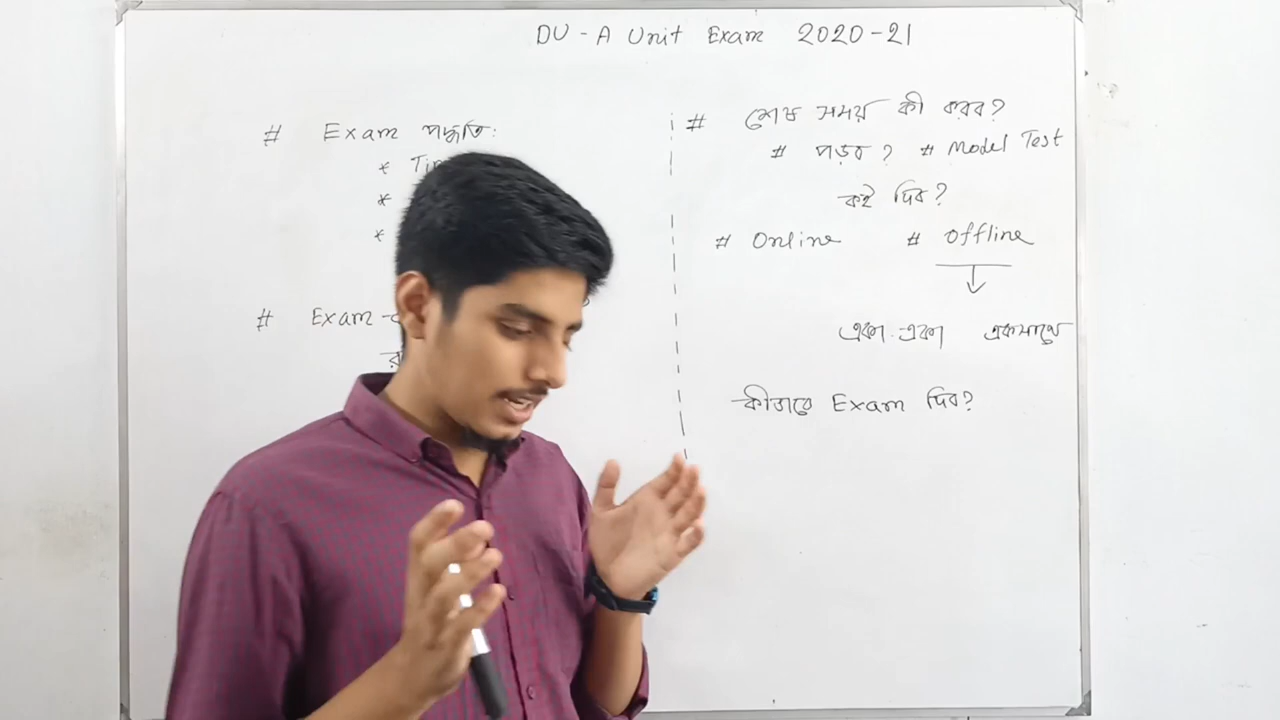 DU - A Unit Exam 2020-21
# Exam পদ্ধতি:
*
*
*
# Exam -
# শেষ সময় কী করব?
# পড়ব? # Model Test
কই দিব?
# Online # Offline
একা একা একসাথে
কীভাবে Exam দিব?